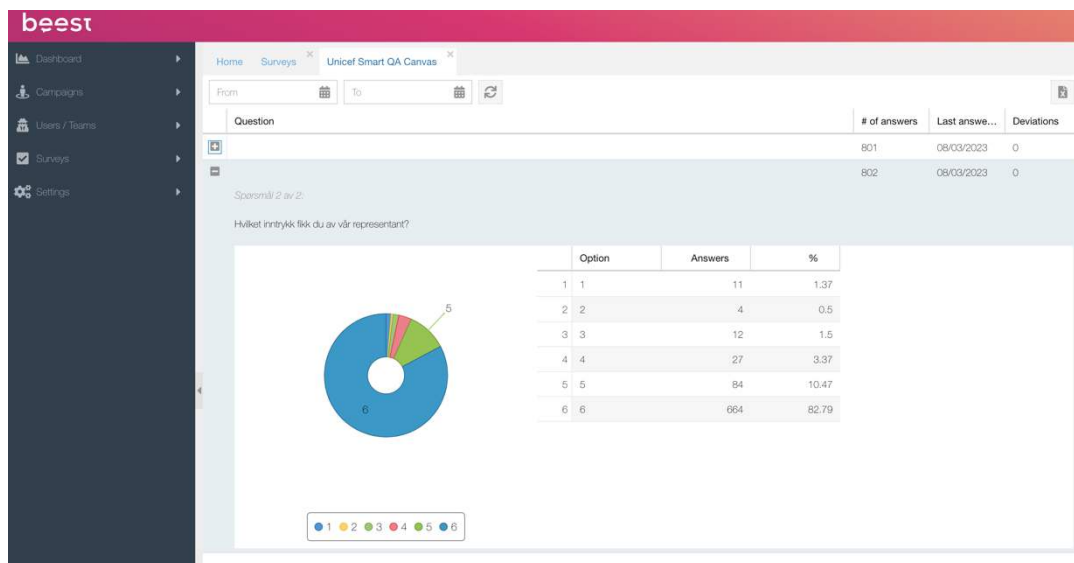 beest
Dashboard
Campaigns
Users / Teams
Surveys
Settings
Home Surveys Unicef Smart QA Canvas
From To
Question # of answers Last answe... Deviations
801 08/03/2023 0
802 08/03/2023 0
Spørsmål 2 av 2:
Hvilket inntrykk fikk du av vår representant?
Option Answers %
1 1 11 1.37
2 2 4 0.5
3 3 12 1.5
4 4 27 3.37
5 5 84 10.47
6 6 664 82.79
5
6
1 2 3 4 5 6